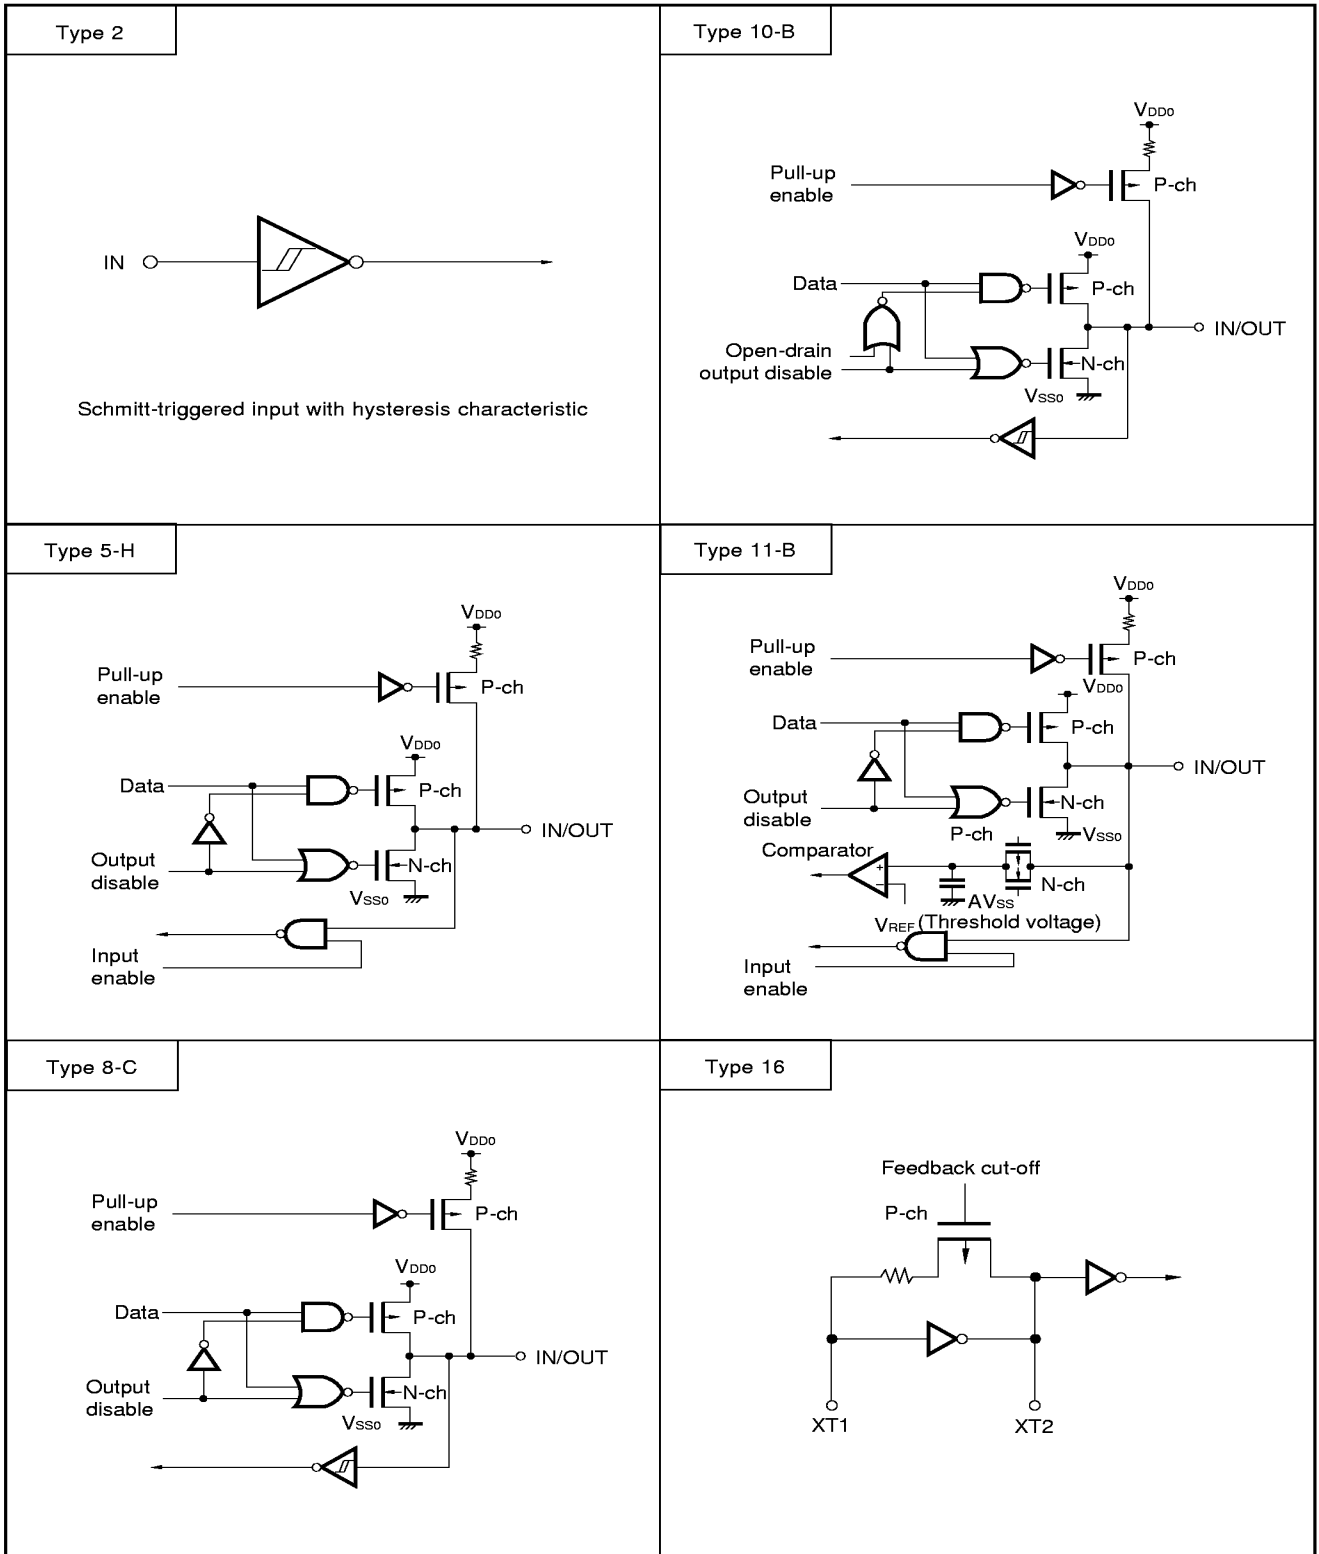 Type 2
IN
Schmitt-triggered input with hysteresis characteristic
Type 10-B
VDD0
Pull-up
enable
P-ch
VDD0
Data
P-ch
IN/OUT
Open-drain
output disable
N-ch
VSS0
Type 5-H
VDD0
Pull-up
enable
P-ch
VDD0
Data
P-ch
IN/OUT
Output
disable
N-ch
VSS0
Input
enable
Type 11-B
VDD0
Pull-up
enable
P-ch
VDD0
Data
P-ch
IN/OUT
Output
disable
N-ch
P-ch
VSS0
Comparator
+
−
N-ch
AVSS
VREF (Threshold voltage)
Input
enable
Type 8-C
VDD0
Pull-up
enable
P-ch
VDD0
Data
P-ch
IN/OUT
Output
disable
N-ch
VSS0
Type 16
Feedback cut-off
P-ch
XT1
XT2